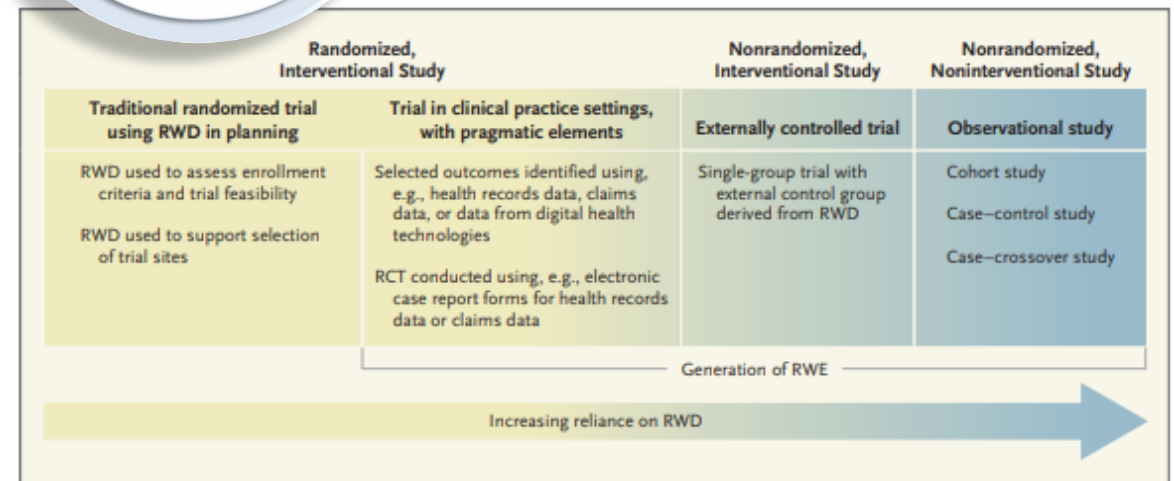 Randomized,
Interventional Study
Nonrandomized,
Interventional Study
Nonrandomized,
Noninterventional Study
Traditional randomized trial
using RWD in planning
Trial in clinical practice settings,
with pragmatic elements
Externally controlled trial
Observational study
RWD used to assess enrollment
criteria and trial feasibility
RWD used to support selection
of trial sites
Selected outcomes identified using,
e.g., health records data, claims
data, or data from digital health
technologies
RCT conducted using, e.g., electronic
case report forms for health records
data or claims data
Single-group trial with
external control group
derived from RWD
Cohort study
Case–control study
Case–crossover study
Generation of RWE
Increasing reliance on RWD